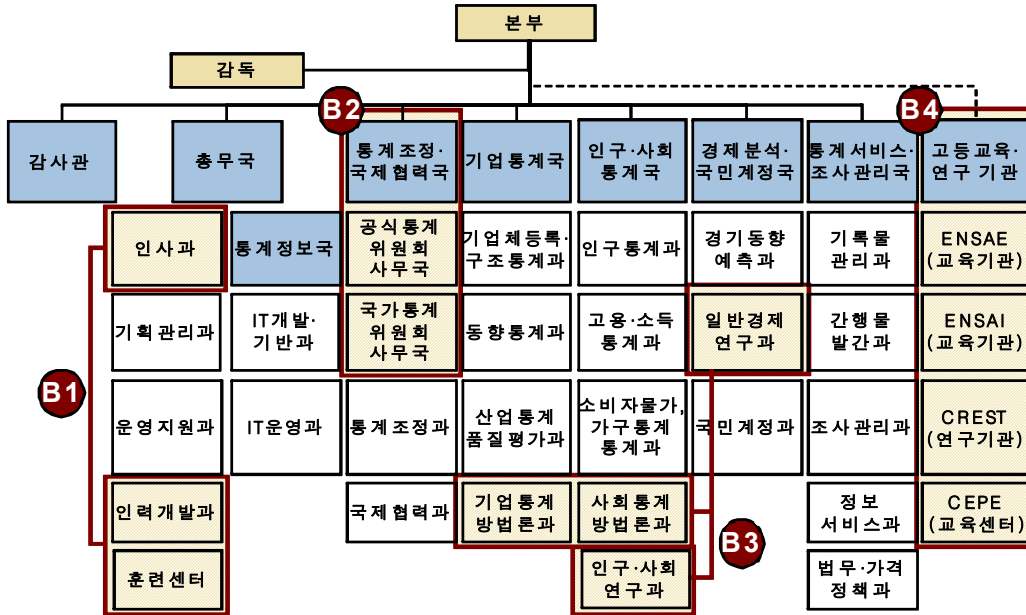 본부
감독
B2
B4
감사관
총무국
통계조정·
국제협력국
기업통계국
인구·사회
통계국
경제분석·
국민계정국
통계서비스·
조사관리국
고등교육·
연구 기관
인사과
통계정보국
공식통계
위원회
사무국
기업체등록·
구조통계과
인구통계과
경기동향
예측과
기록물
관리과
ENSAE
(교육기관)
기획관리과
IT개발·
기반과
국가통계
위원회
사무국
동향통계과
고용·소득
통계과
일반경제
연구과
간행물
발간과
ENSAI
(교육기관)
B1
운영지원과
IT운영과
통계조정과
산업통계
품질평가과
소비자물가,
가구통계
통계과
국민계정과
조사관리과
CREST
(연구기관)
인력개발과
국제협력과
기업통계
방법론과
사회통계
방법론과
정보
서비스과
CEPE
(교육센터)
B3
훈련센터
인구·사회
연구과
법무·가격
정책과